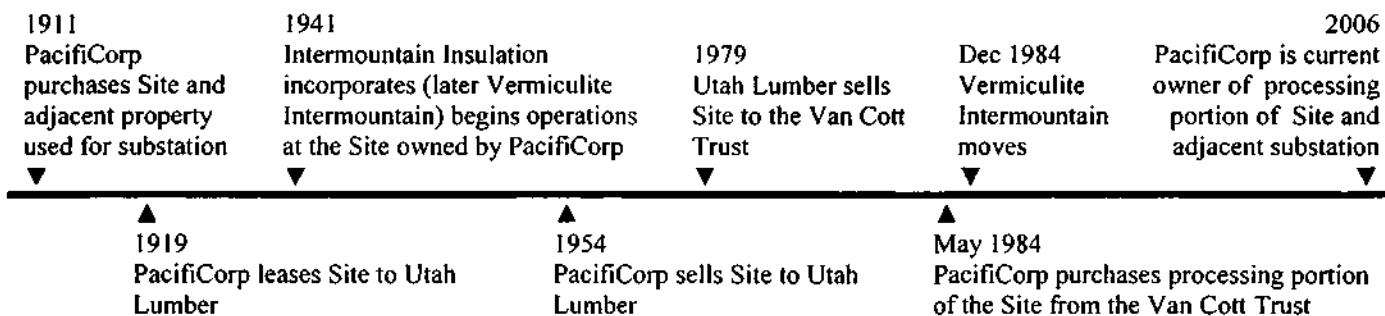 1911
PacifiCorp
purchases Site and
adjacent property
used for substation
1941
Intermountain Insulation
incorporates (later Vermiculite
Intermountain) begins operations
at the Site owned by PacifiCorp
1979
Utah Lumber sells
Site to the Van Cott
Trust
Dec 1984
Vermiculite
Intermountain
moves
2006
PacifiCorp is current
owner of processing
portion of Site and
adjacent substation
1919
PacifiCorp leases Site to Utah
Lumber
1954
PacifiCorp sells Site to Utah
Lumber
May 1984
PacifiCorp purchases processing portion
of the Site from the Van Cott Trust